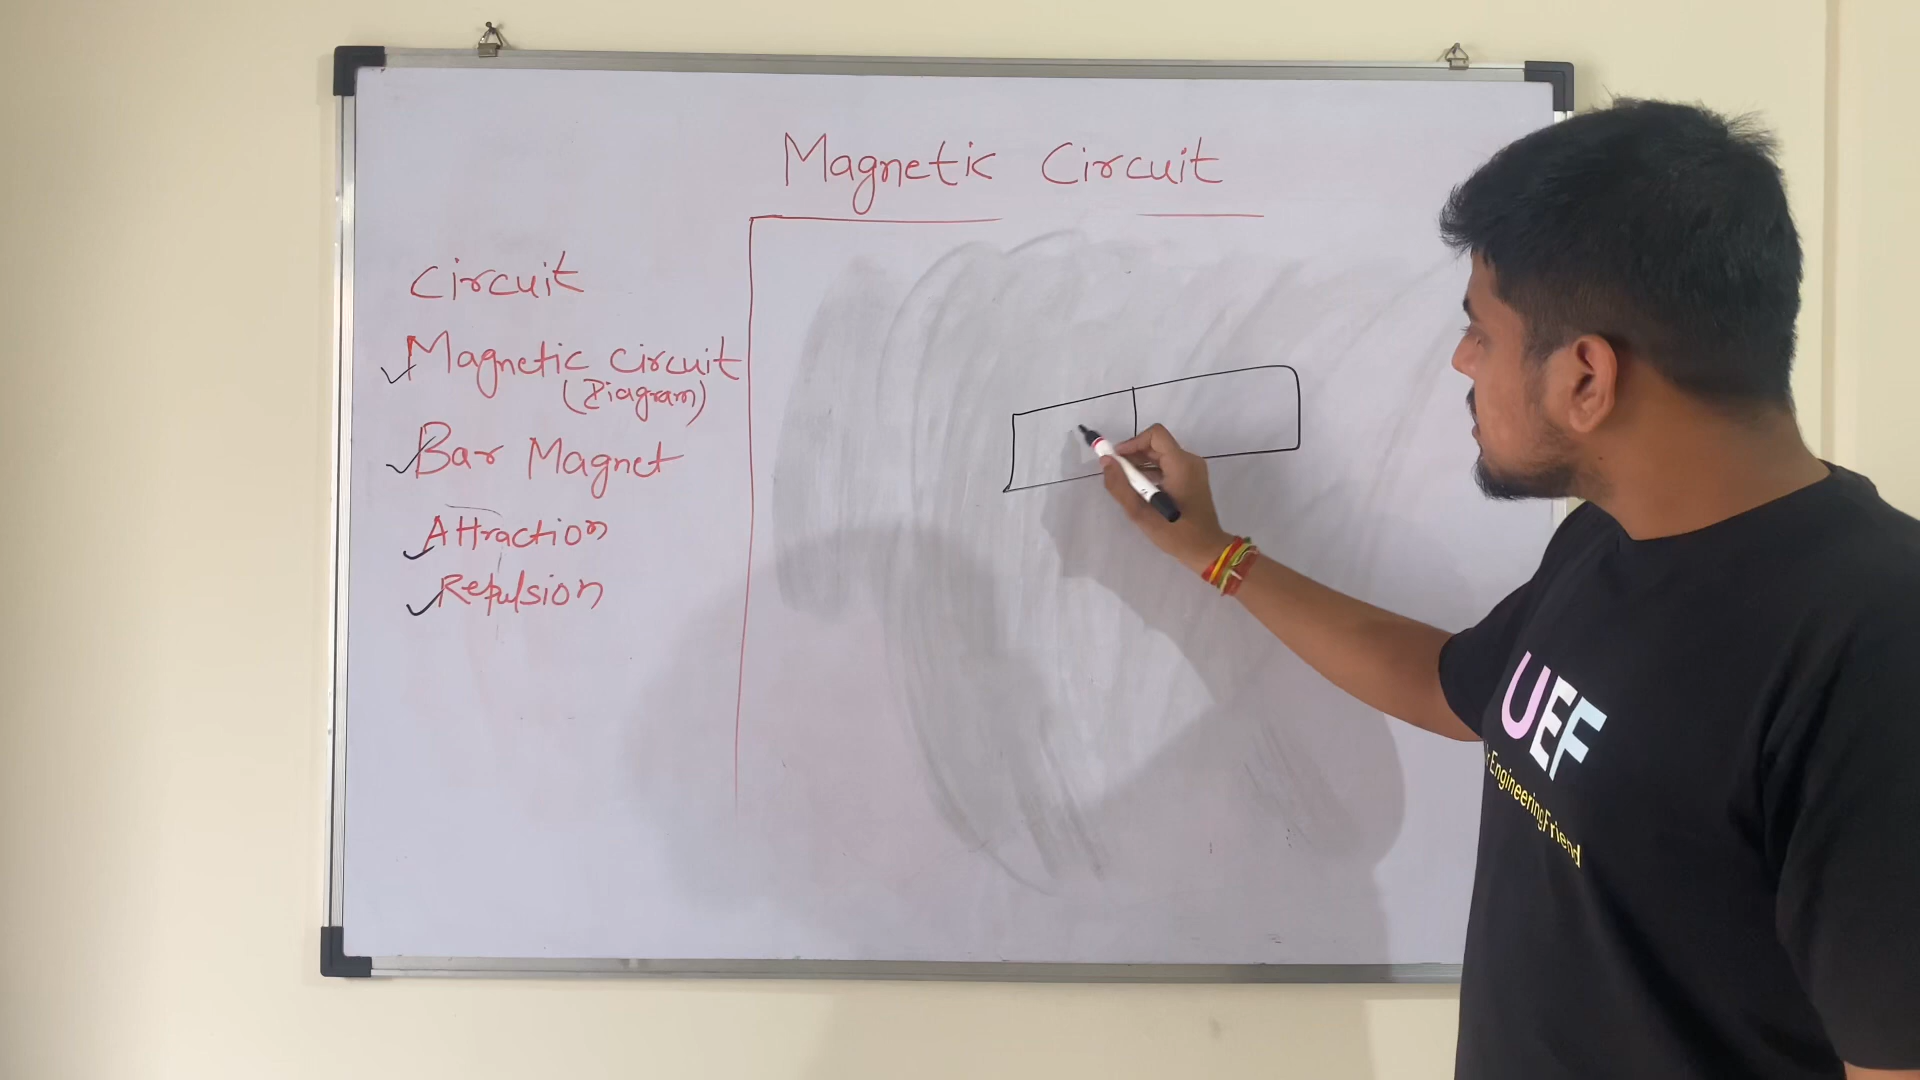 Magnetic Circuit
Circuit
Magnetic circuit
(Diagram)
Bar Magnet
Attraction
Repulsion
UEF
EngineeringFriend